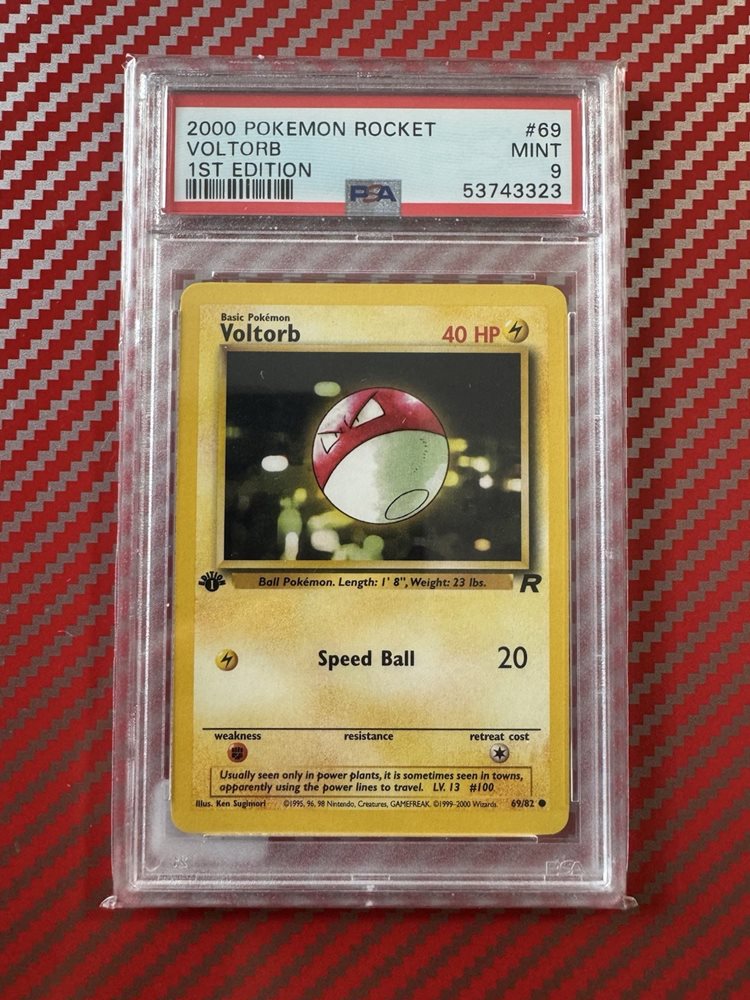 2000 POKEMON ROCKET #69
VOLTORB MINT
1ST EDITION 9
PSA 53743323
Basic Pokémon
Voltorb 40 HP
EDITION 1
Ball Pokémon. Length: 1' 8", Weight: 23 lbs.
R
Speed Ball 20
weakness resistance retreat cost
Usually seen only in power plants, it is sometimes seen in towns,
apparently using the power lines to travel. LV. 13 #100
Illus. Ken Sugimori ©1995, 96, 98 Nintendo, Creatures, GAMEFREAK. ©1999-2000 Wizards. 69/82
PSA